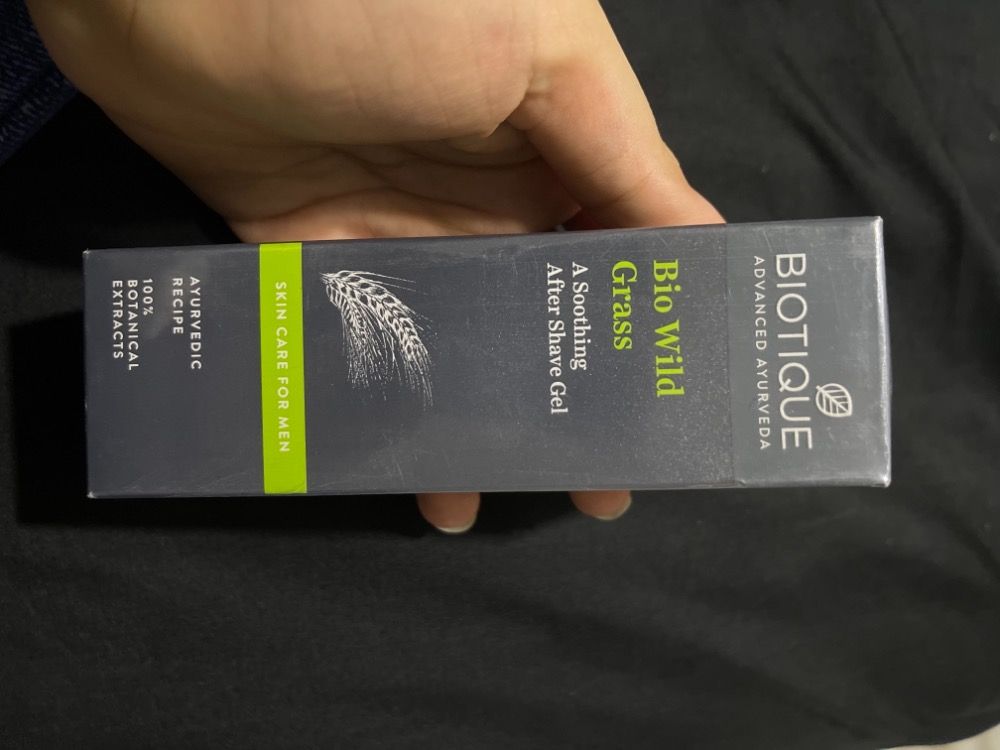 BIOTIQUE
ADVANCED AYURVEDA
Bio Wild
Grass
A Soothing
After Shave Gel
SKIN CARE FOR MEN
AYURVEDIC
RECIPE
100%
BOTANICAL
EXTRACTS